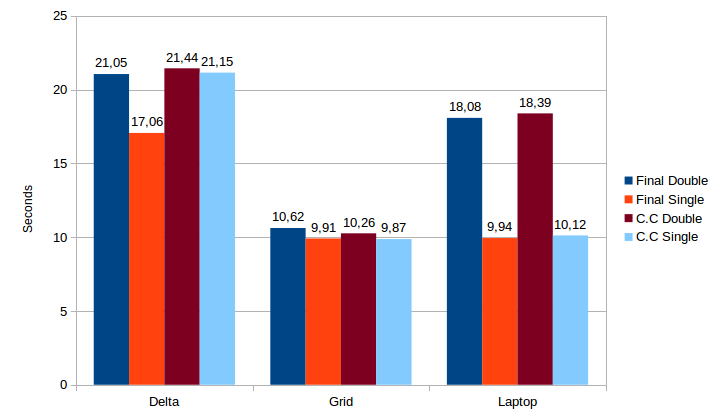 25
20
15
10
5
0
Seconds
21,05
17,06
21,44
21,15
10,62
9,91
10,26
9,87
18,08
9,94
18,39
10,12
Delta
Grid
Laptop
Final Double
Final Single
C.C Double
C.C Single